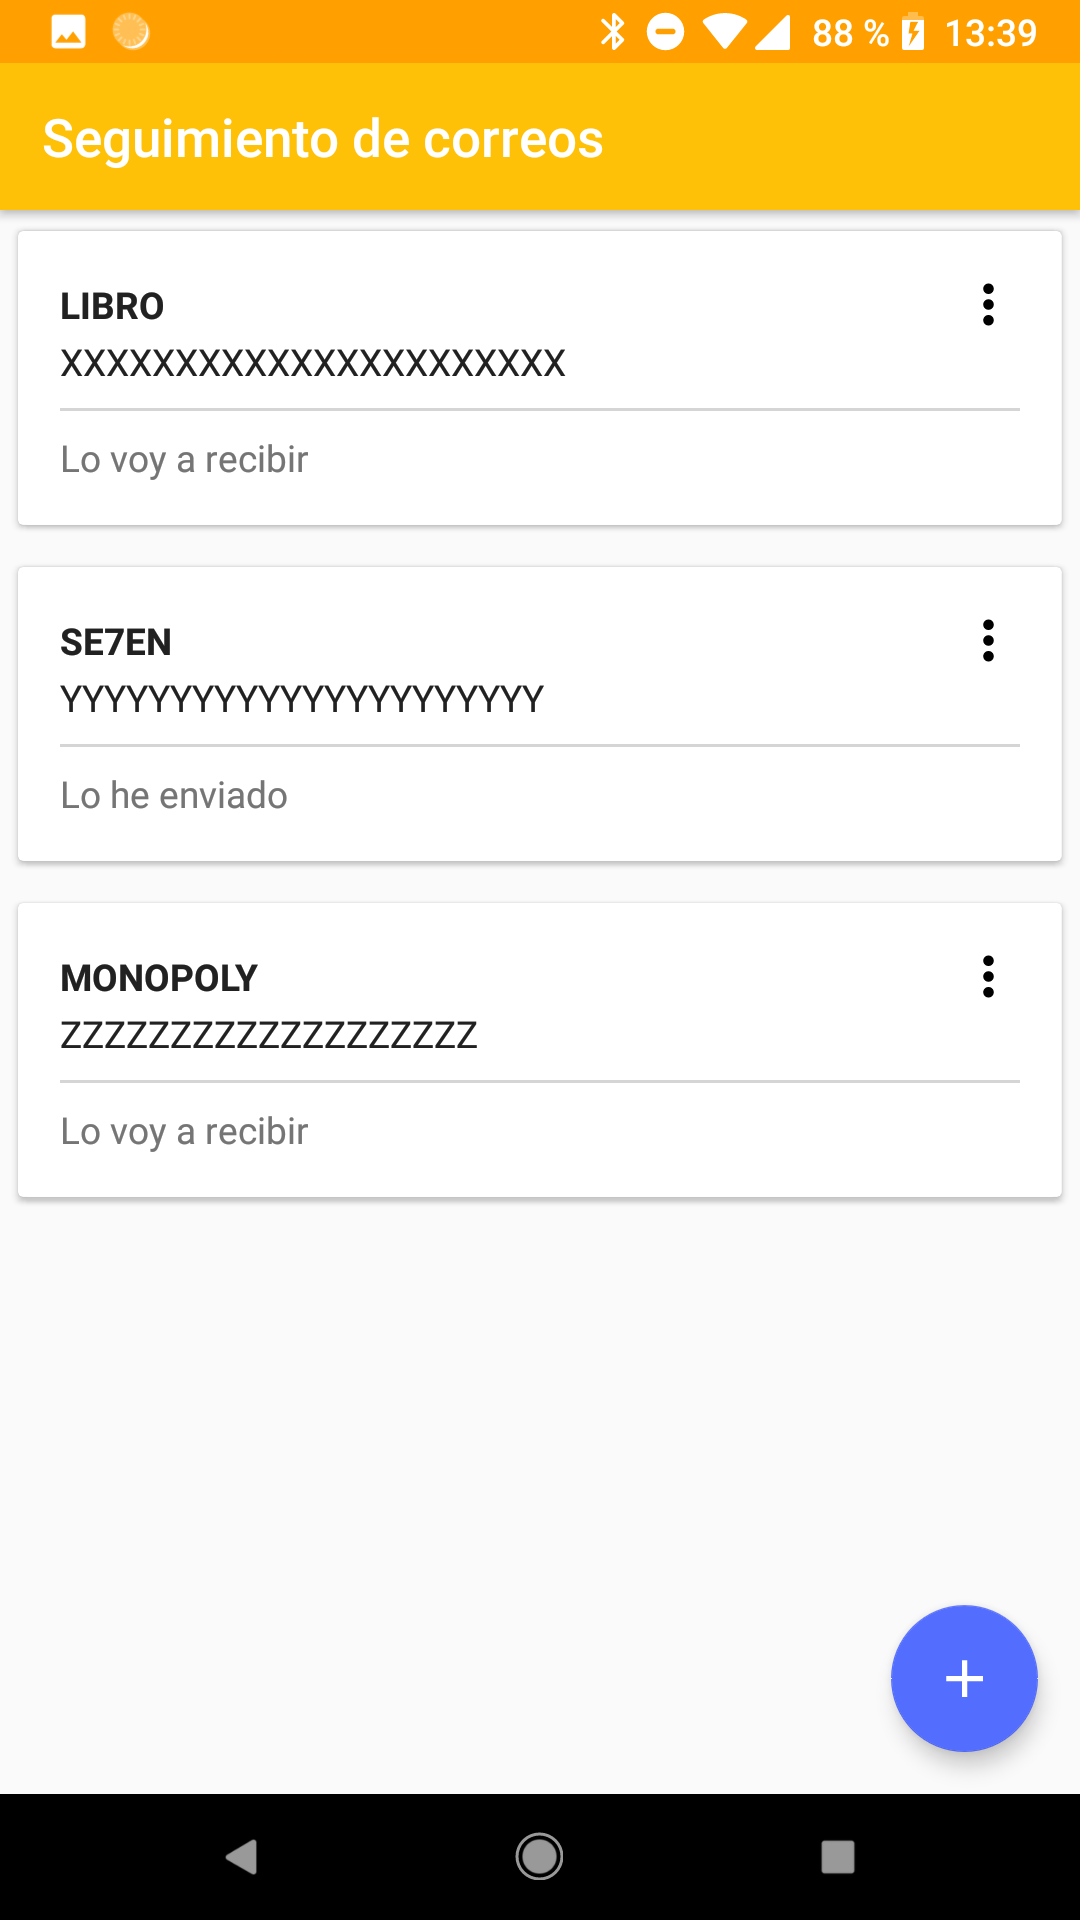 88 % 13:39
Seguimiento de correos
LIBRO
XXXXXXXXXXXXXXXXXXXXXX
Lo voy a recibir
SE7EN
YYYYYYYYYYYYYYYYYYYYYY
Lo he enviado
MONOPOLY
ZZZZZZZZZZZZZZZZZZZ
Lo voy a recibir